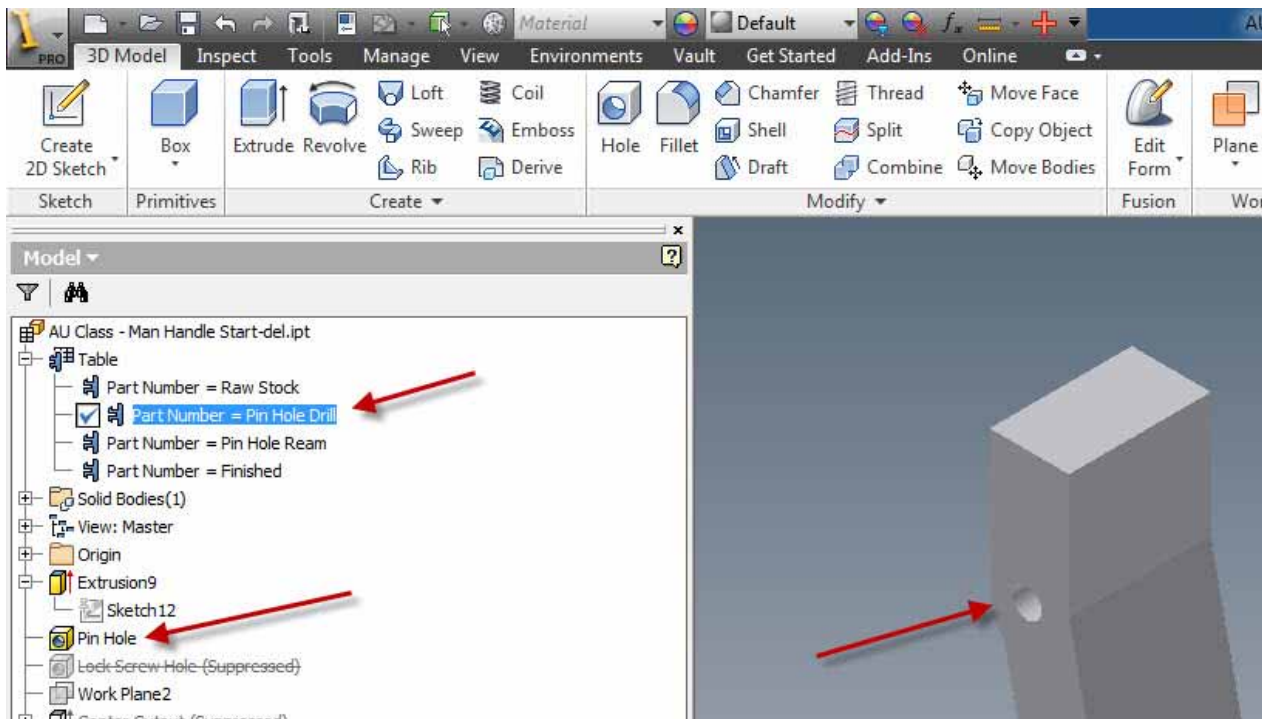 Material
Default
AU
PRO
3D Model Inspect Tools Manage View Environments Vault Get Started Add-Ins Online
Create 2D Sketch
Box
Extrude Revolve
Loft
Sweep
Rib
Coil
Emboss
Derive
Hole
Fillet
Chamfer
Shell
Draft
Thread
Split
Combine
Move Face
Copy Object
Move Bodies
Edit Form
Plane
Sketch Primitives Create Modify Fusion Wor
Model
AU Class - Man Handle Start-del.ipt
Table
Part Number = Raw Stock
Part Number = Pin Hole Drill
Part Number = Pin Hole Ream
Part Number = Finished
Solid Bodies(1)
View: Master
Origin
Extrusion9
Sketch12
Pin Hole
Lock Screw Hole (Suppressed)
Work Plane2